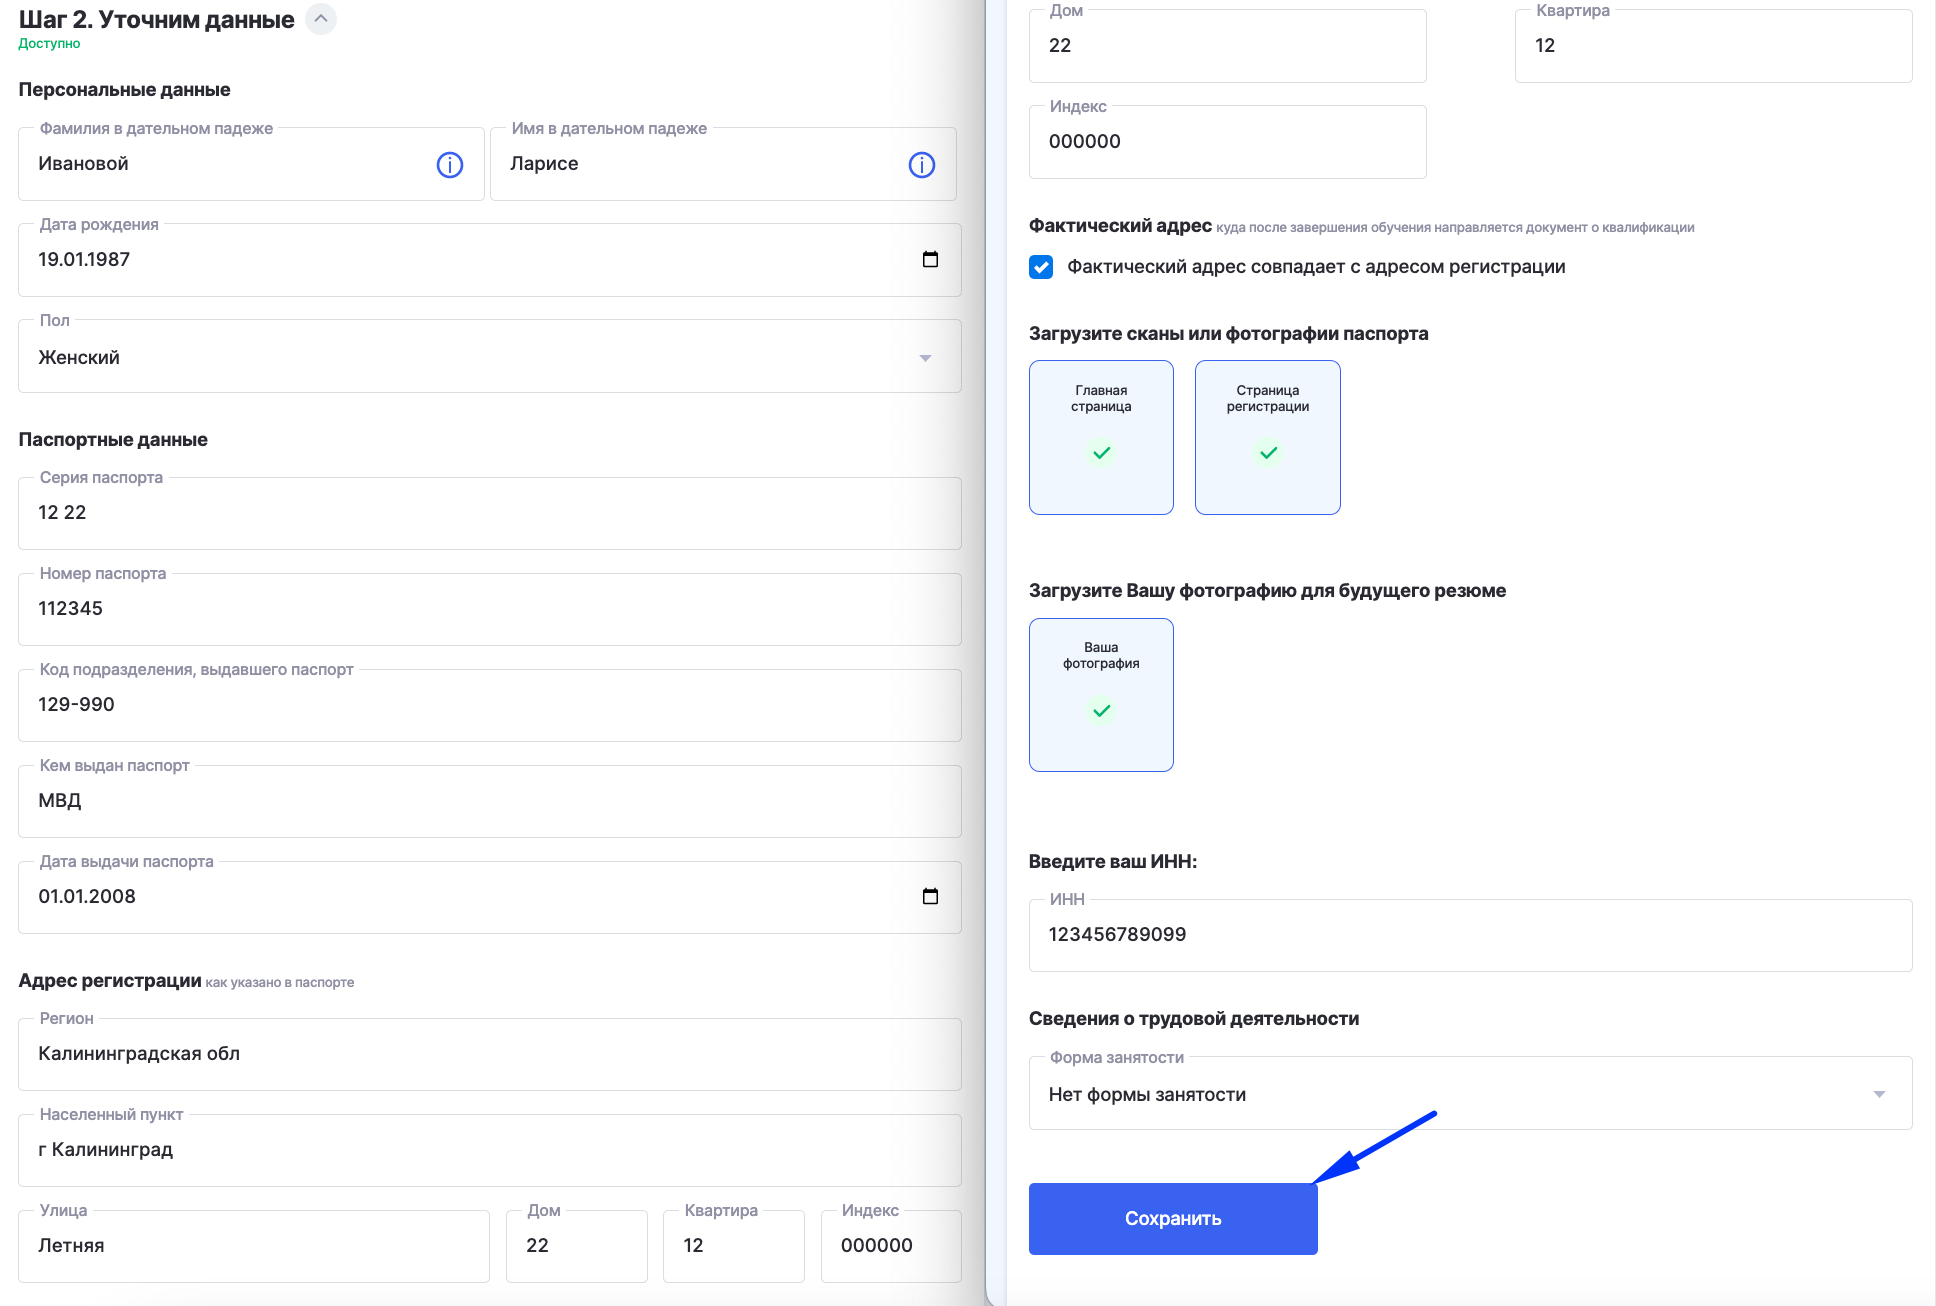 Шаг 2. Уточним данные
Доступно
Персональные данные
Фамилия в дательном падеже
Ивановой
Имя в дательном падеже
Ларисе
Дата рождения
19.01.1987
Пол
Женский
Паспортные данные
Серия паспорта
12 22
Номер паспорта
112345
Код подразделения, выдавшего паспорт
129-990
Кем выдан паспорт
МВД
Дата выдачи паспорта
01.01.2008
Адрес регистрации как указано в паспорте
Регион
Калининградская обл
Населенный пункт
г Калининград
Улица
Летняя
Дом
22
Квартира
12
Индекс
000000
Дом
22
Квартира
12
Индекс
000000
Фактический адрес куда после завершения обучения направляется документ о квалификации
Фактический адрес совпадает с адресом регистрации
Загрузите сканы или фотографии паспорта
Главная
страница
Страница
регистрации
Загрузите Вашу фотографию для будущего резюме
Ваша
фотография
Введите ваш ИНН:
ИНН
123456789099
Сведения о трудовой деятельности
Форма занятости
Нет формы занятости
Сохранить